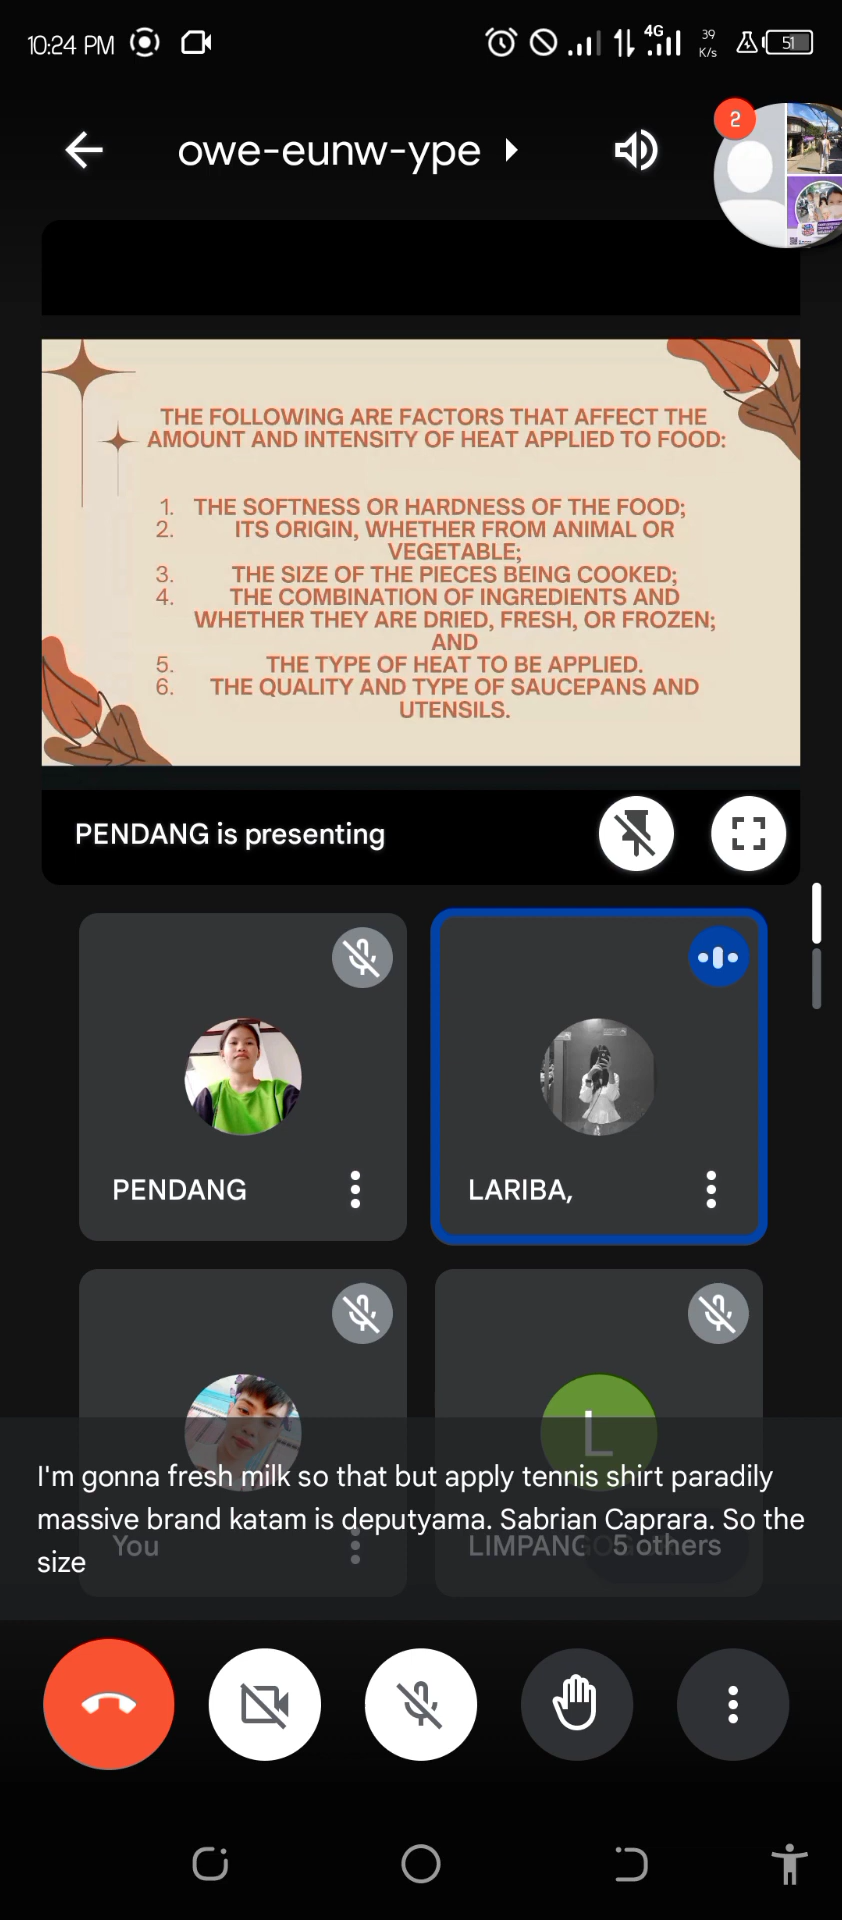 10:24 PM
4G
39
K/s
51
owe-eunw-ype
2
THE FOLLOWING ARE FACTORS THAT AFFECT THE
AMOUNT AND INTENSITY OF HEAT APPLIED TO FOOD:
1. THE SOFTNESS OR HARDNESS OF THE FOOD;
2. ITS ORIGIN, WHETHER FROM ANIMAL OR
VEGETABLE;
3. THE SIZE OF THE PIECES BEING COOKED;
4. THE COMBINATION OF INGREDIENTS AND
WHETHER THEY ARE DRIED, FRESH, OR FROZEN;
AND
5. THE TYPE OF HEAT TO BE APPLIED.
6. THE QUALITY AND TYPE OF SAUCEPANS AND
UTENSILS.
PENDANG is presenting
PENDANG
LARIBA,
L
I'm gonna fresh milk so that but apply tennis shirt paradily
massive brand katam is deputyama. Sabrian Caprara. So the
size
You
LIMPANG
5 others